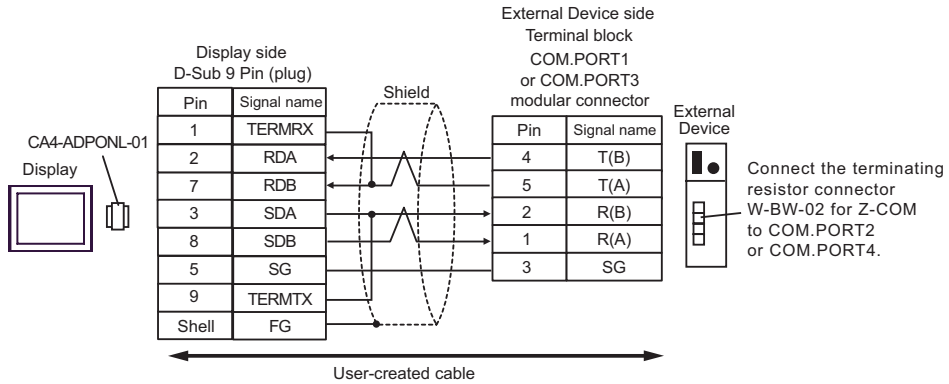 External Device side
Terminal block
COM.PORT1
or COM.PORT3
modular connector
Display side
D-Sub 9 Pin (plug)
Shield
External
Device
CA4-ADPONL-01
Display
Pin Signal name
1 TERMRX
2 RDA
7 RDB
3 SDA
8 SDB
5 SG
9 TERMTX
Shell FG
Pin Signal name
4 T(B)
5 T(A)
2 R(B)
1 R(A)
3 SG
Connect the terminating
resistor connector
W-BW-02 for Z-COM
to COM.PORT2
or COM.PORT4.
User-created cable